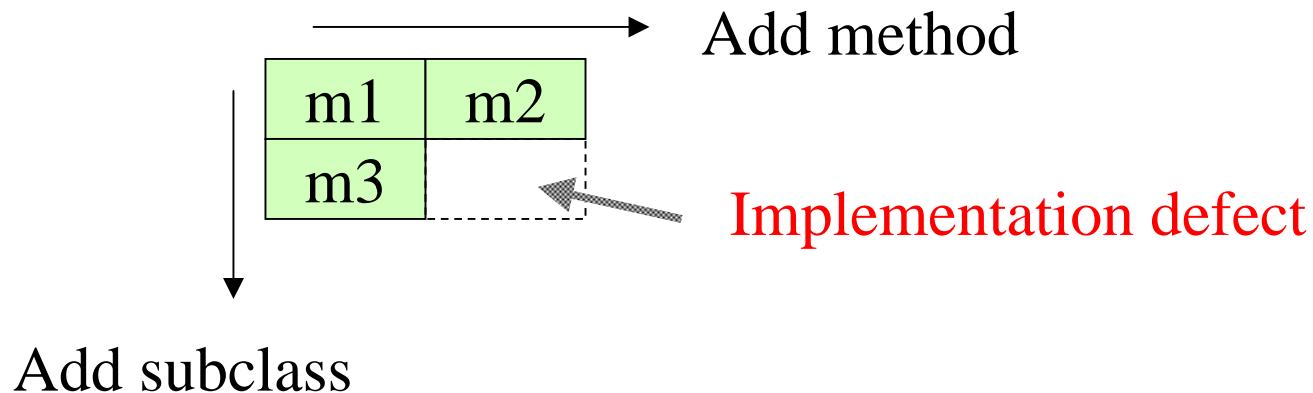 Add method
m1 m2
m3
Implementation defect
Add subclass